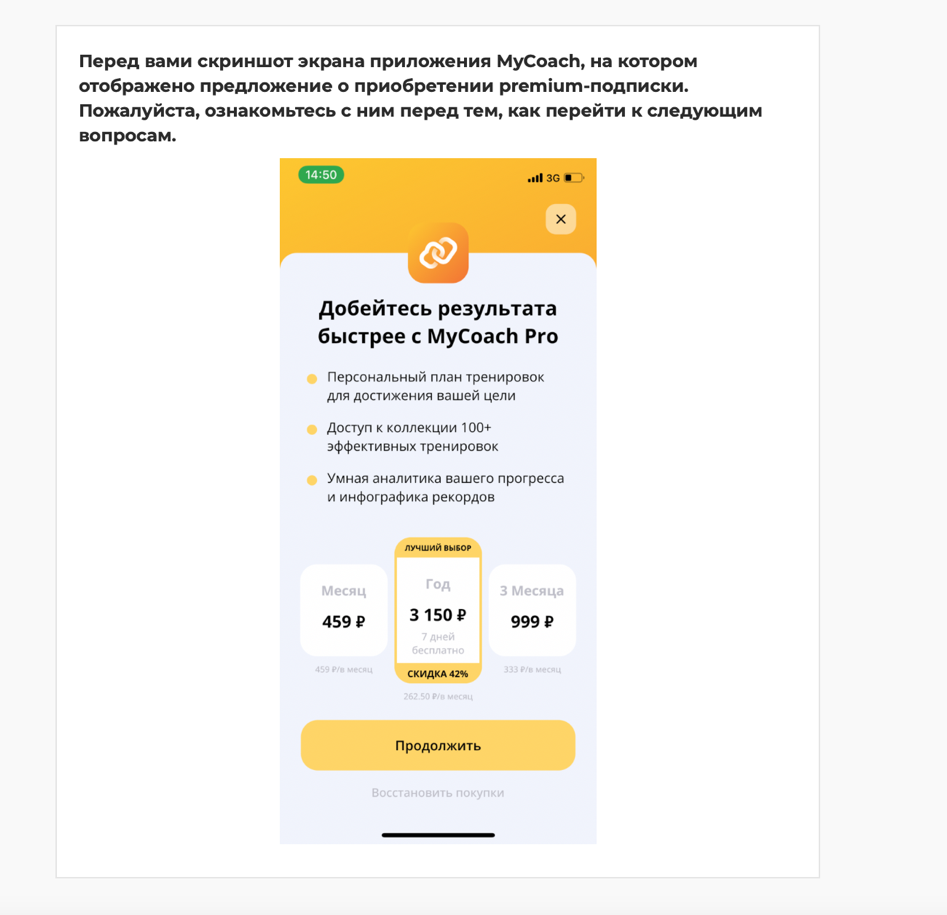 Перед вами скриншот экрана приложения MyCoach, на котором
отображено предложение о приобретении premium-подписки.
Пожалуйста, ознакомьтесь с ним перед тем, как перейти к следующим
вопросам.
14:50
3G
Добейтесь результата
быстрее с MyCoach Pro
Персональный план тренировок
для достижения вашей цели
Доступ к коллекции 100+
эффективных тренировок
Умная аналитика вашего прогресса
и инфографика рекордов
Месяц
459 ₽
459 ₽/в месяц
ЛУЧШИЙ ВЫБОР
Год
3 150 ₽
7 дней
бесплатно
СКИДКА 42%
262.50 ₽/в месяц
3 Месяца
999 ₽
333 ₽/в месяц
Продолжить
Восстановить покупки